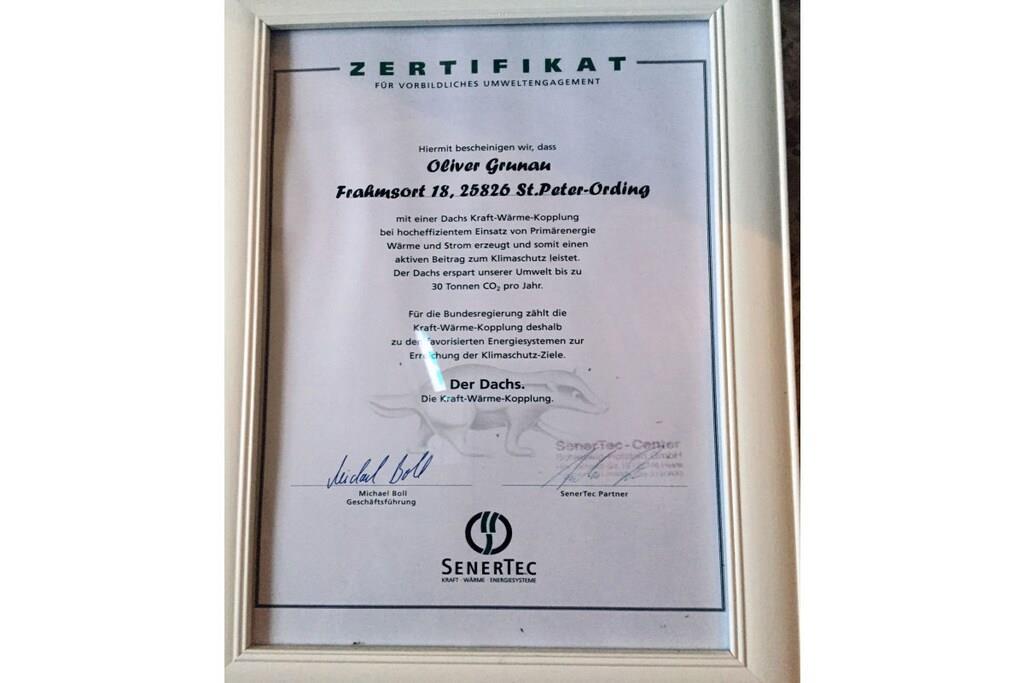 ZERTIFIKAT
FÜR VORBILDLICHES UMWELTENGAGEMENT
Hiermit bescheinigen wir, dass
Oliver Grunau
Frahmsort 18, 25826 St.Peter-Ording
mit einer Dachs Kraft-Wärme-Kopplung
bei hocheffizientem Einsatz von Primärenergie
Wärme und Strom erzeugt und somit einen
aktiven Beitrag zum Klimaschutz leistet.
Der Dachs erspart unserer Umwelt bis zu
30 Tonnen CO₂ pro Jahr.
Für die Bundesregierung zählt die
Kraft-Wärme-Kopplung deshalb
zu den favorisierten Energiesystemen zur
Erreichung der Klimaschutz-Ziele.
Der Dachs.
Die Kraft-Wärme-Kopplung.
SenerTec-Center
GmbH
Michael Boll
Michael Boll
Geschäftsführung
SenerTec Partner
SENERTEC
KRAFT · WÄRME · ENERGIESYSTEME